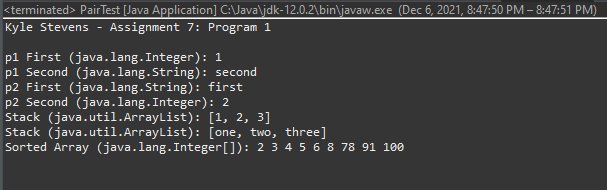 <terminated> PairTest [Java Application] C:\Java\jdk-12.0.2\bin\javaw.exe (Dec 6, 2021, 8:47:50 PM – 8:47:51 PM)
Kyle Stevens - Assignment 7: Program 1
p1 First (java.lang.Integer): 1
p1 Second (java.lang.String): second
p2 First (java.lang.String): first
p2 Second (java.lang.Integer): 2
Stack (java.util.ArrayList): [1, 2, 3]
Stack (java.util.ArrayList): [one, two, three]
Sorted Array (java.lang.Integer[]): 2 3 4 5 6 8 78 91 100